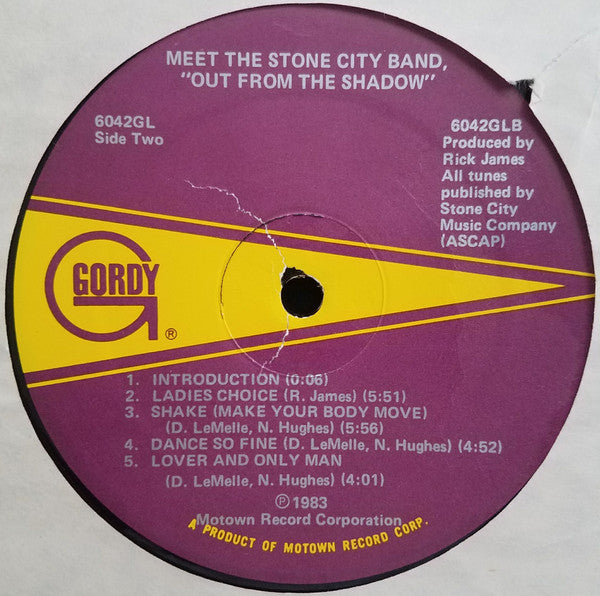 MEET THE STONE CITY BAND,
"OUT FROM THE SHADOW"
6042GL
Side Two
6042GLB
Produced by
Rick James
All tunes
published by
Stone City
Music Company
(ASCAP)
GORDY
G
®
1. INTRODUCTION (0:06)
2. LADIES CHOICE (R. James) (5:51)
3. SHAKE (MAKE YOUR BODY MOVE)
(D. LeMelle, N. Hughes) (5:56)
4. DANCE SO FINE (D. LeMelle, N. Hughes) (4:52)
5. LOVER AND ONLY MAN
(D. LeMelle, N. Hughes) (4:01)
℗ 1983
Motown Record Corporation
A PRODUCT OF MOTOWN RECORD CORP.